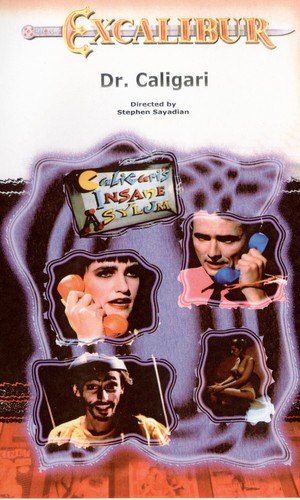 EXCALIBUR
Dr. Caligari
Directed by
Stephen Sayadian
Caligari's
INSANE
ASYLUM